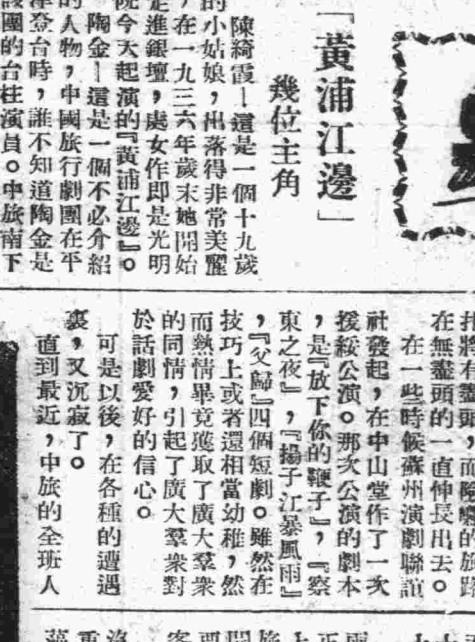 「黃浦江邊」
幾位主角
陳綺霞—這是一個十九歲
的小姑娘，出落得非常美麗
，在一九三六年歲末她開始
走進銀壇，處女作即是光明
院今天起演的『黃浦江邊』。
陶金—這是一個不必介紹
的人物，中國旅行劇團在平
津登台時，誰不知道陶金是
該團的台柱演員。中旅南下
在無盡頭的一直伸長出去。
在一些時候蘇州演劇聯誼
社發起，在中山堂作了一次
援綏公演。那次公演的劇本
，是『放下你的鞭子』，『察
東之夜』，『揚子江暴風雨』
，『父歸』四個短劇。雖然在
技巧上或者還相當幼稚，然
而熱情畢竟獲取了廣大羣衆
的同情，引起了廣大羣衆對
於話劇愛好的信心。
可是以後，在各種的遭遇
裏，又沉寂了。
直到最近，中旅的全班人